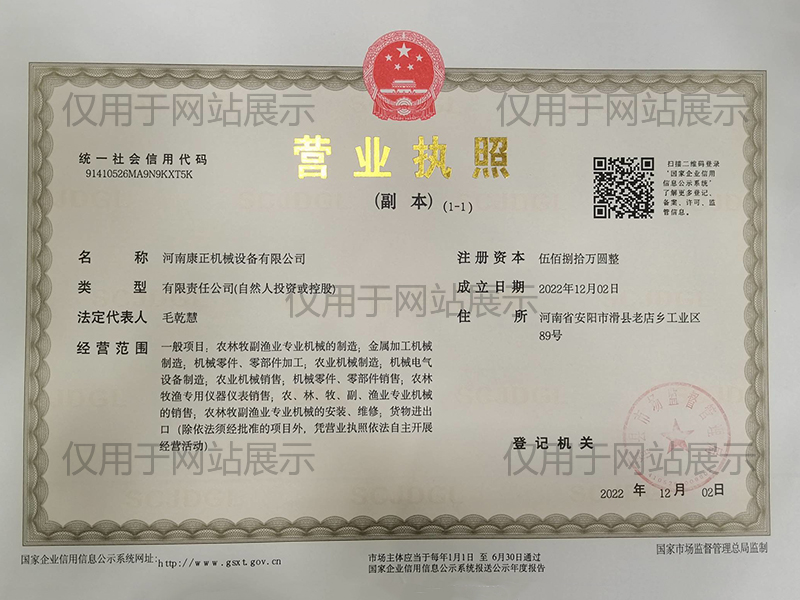 仅用于网站展示 仅用于网站展示
统一社会信用代码
91410526MA9N9KXT5K
营业执照
(副 本) (1-1)
扫描二维码登录
“国家企业信用
信息公示系统”
了解更多登记、
备案、许可、监
管信息。
名 称 河南康正机械设备有限公司
类 型 有限责任公司(自然人投资或控股)
法定代表人 毛乾慧
经营范围 一般项目：农林牧副渔业专业机械的制造；金属加工机械
制造；机械零件、零部件加工；农业机械制造；机械电气
设备制造；农业机械销售；机械零件、零部件销售；农林
牧渔专用仪器仪表销售；农、林、牧、副、渔业专业机械
的销售；农林牧副渔业专业机械的安装、维修；货物进出
口（除依法须经批准的项目外，凭营业执照依法自主开展
经营活动）
注册资本 伍佰捌拾万圆整
成立日期 2022年12月02日
住 所 河南省安阳市滑县老店乡工业区
89号
仅用于网站展示
登记机关
仅用于网站展示 仅用于网站展示
2022 年 12 月 02日
国家企业信用信息公示系统网址：http://www.gsxt.gov.cn
市场主体应当于每年1月1日 至 6月30日通过
国家企业信用信息公示系统报送公示年度报告
国家市场监督管理总局监制